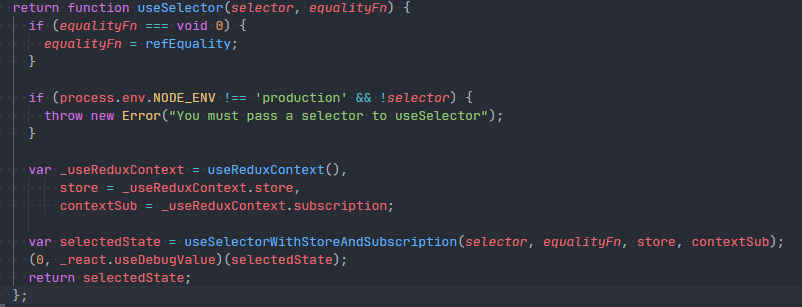 return function useSelector(selector, equalityFn) {
if (equalityFn === void 0) {
equalityFn = refEquality;
}
if (process.env.NODE_ENV !== 'production' && !selector) {
throw new Error("You must pass a selector to useSelector");
}
var _useReduxContext = useReduxContext(),
store = _useReduxContext.store,
contextSub = _useReduxContext.subscription;
var selectedState = useSelectorWithStoreAndSubscription(selector, equalityFn, store, contextSub);
(0, _react.useDebugValue)(selectedState);
return selectedState;
};